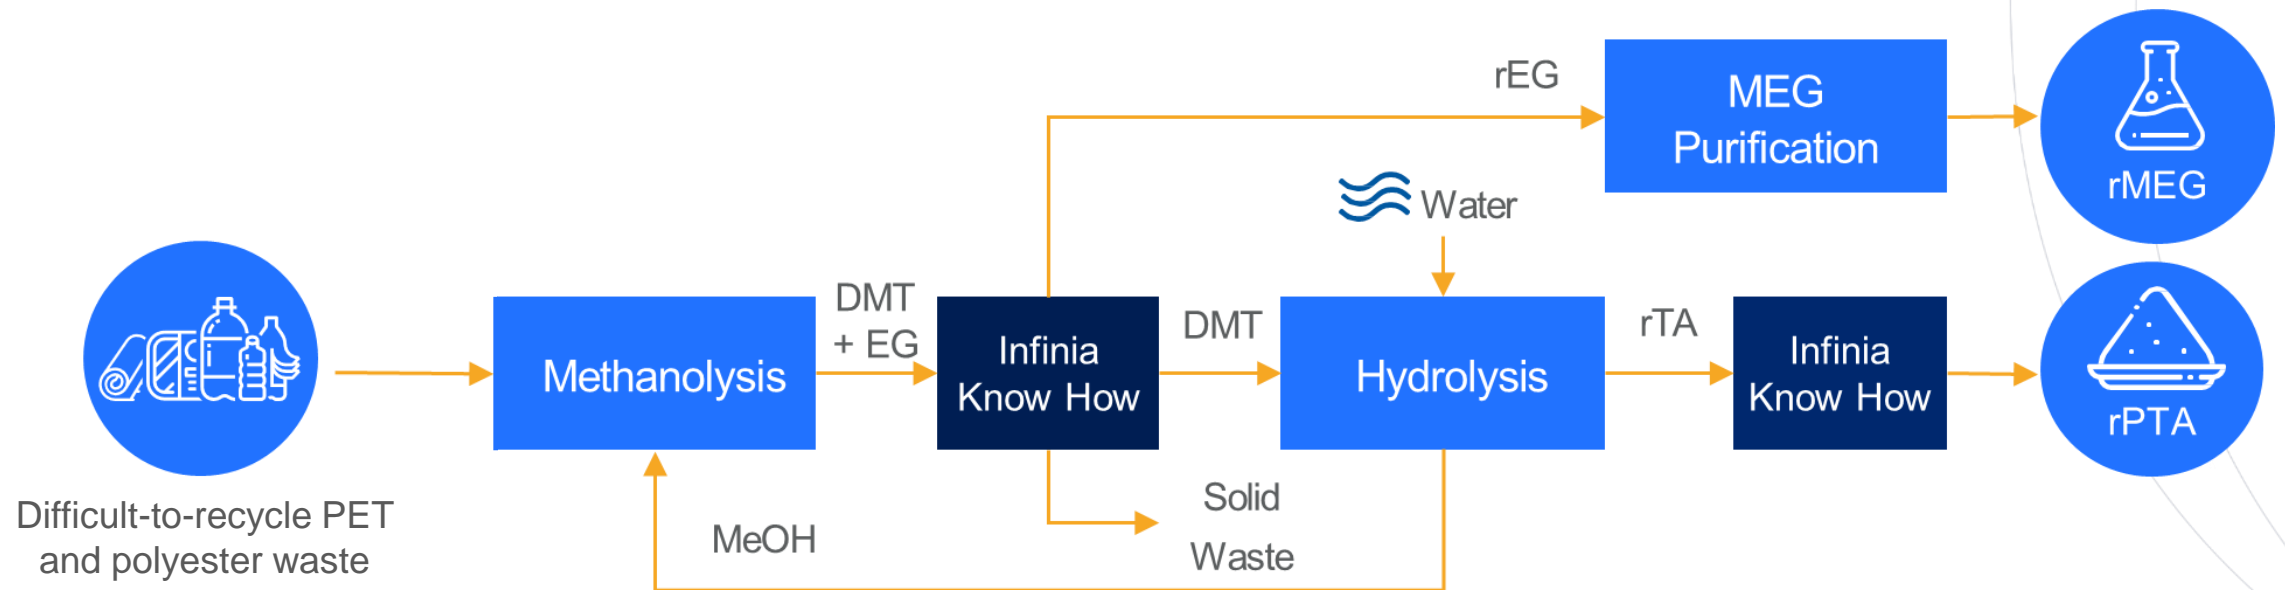 rEG
MEG
Purification
rMEG
Water
DMT
+ EG
DMT
rTA
Methanolysis
Infinia
Know How
Hydrolysis
Infinia
Know How
rPTA
Difficult-to-recycle PET
and polyester waste
MeOH
Solid
Waste